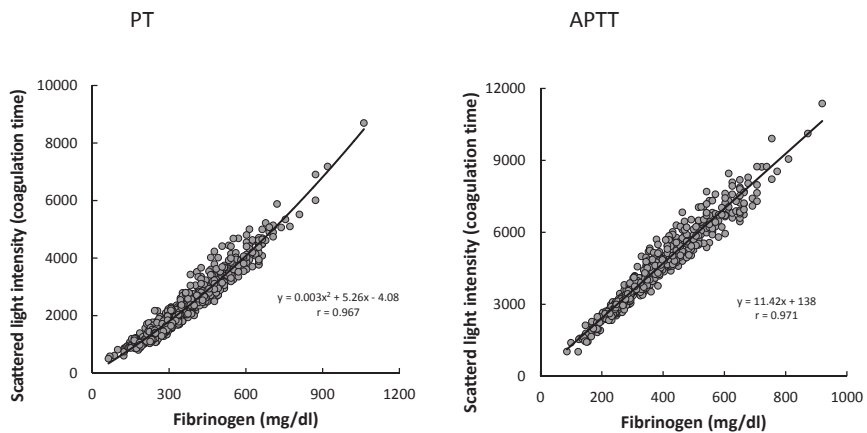 PT
Scattered light intensity (coagulation time)
10000
8000
6000
4000
2000
0
y = 0.003x² + 5.26x - 4.08
r = 0.967
0 300 600 900 1200
Fibrinogen (mg/dl)
APTT
Scatterd light intensity (coagulation time)
12000
9000
6000
3000
0
y = 11.42x + 138
r = 0.971
0 200 400 600 800 1000
Fibrinogen (mg/dl)